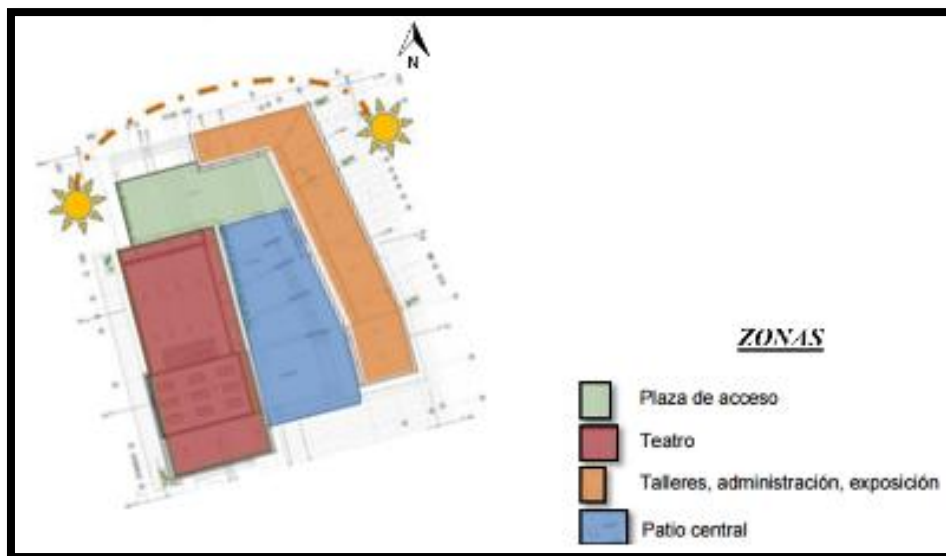 N
ZONAS
Plaza de acceso
Teatro
Talleres, administración, exposición
Patio central